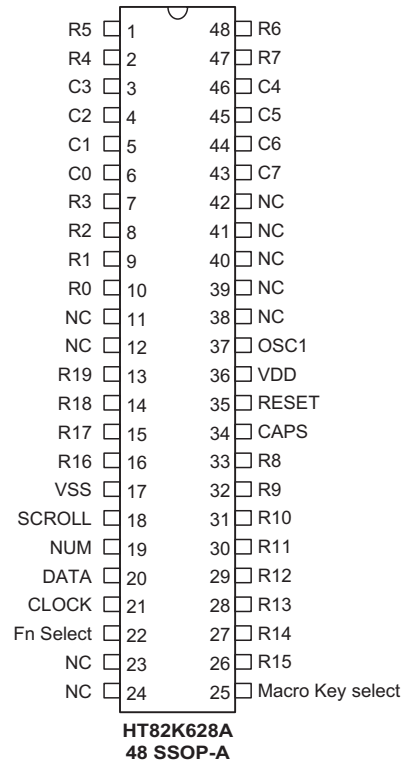 R5 1 48 R6
R4 2 47 R7
C3 3 46 C4
C2 4 45 C5
C1 5 44 C6
C0 6 43 C7
R3 7 42 NC
R2 8 41 NC
R1 9 40 NC
R0 10 39 NC
NC 11 38 NC
NC 12 37 OSC1
R19 13 36 VDD
R18 14 35 RESET
R17 15 34 CAPS
R16 16 33 R8
VSS 17 32 R9
SCROLL 18 31 R10
NUM 19 30 R11
DATA 20 29 R12
CLOCK 21 28 R13
Fn Select 22 27 R14
NC 23 26 R15
NC 24 25 Macro Key select
HT82K628A
48 SSOP-A